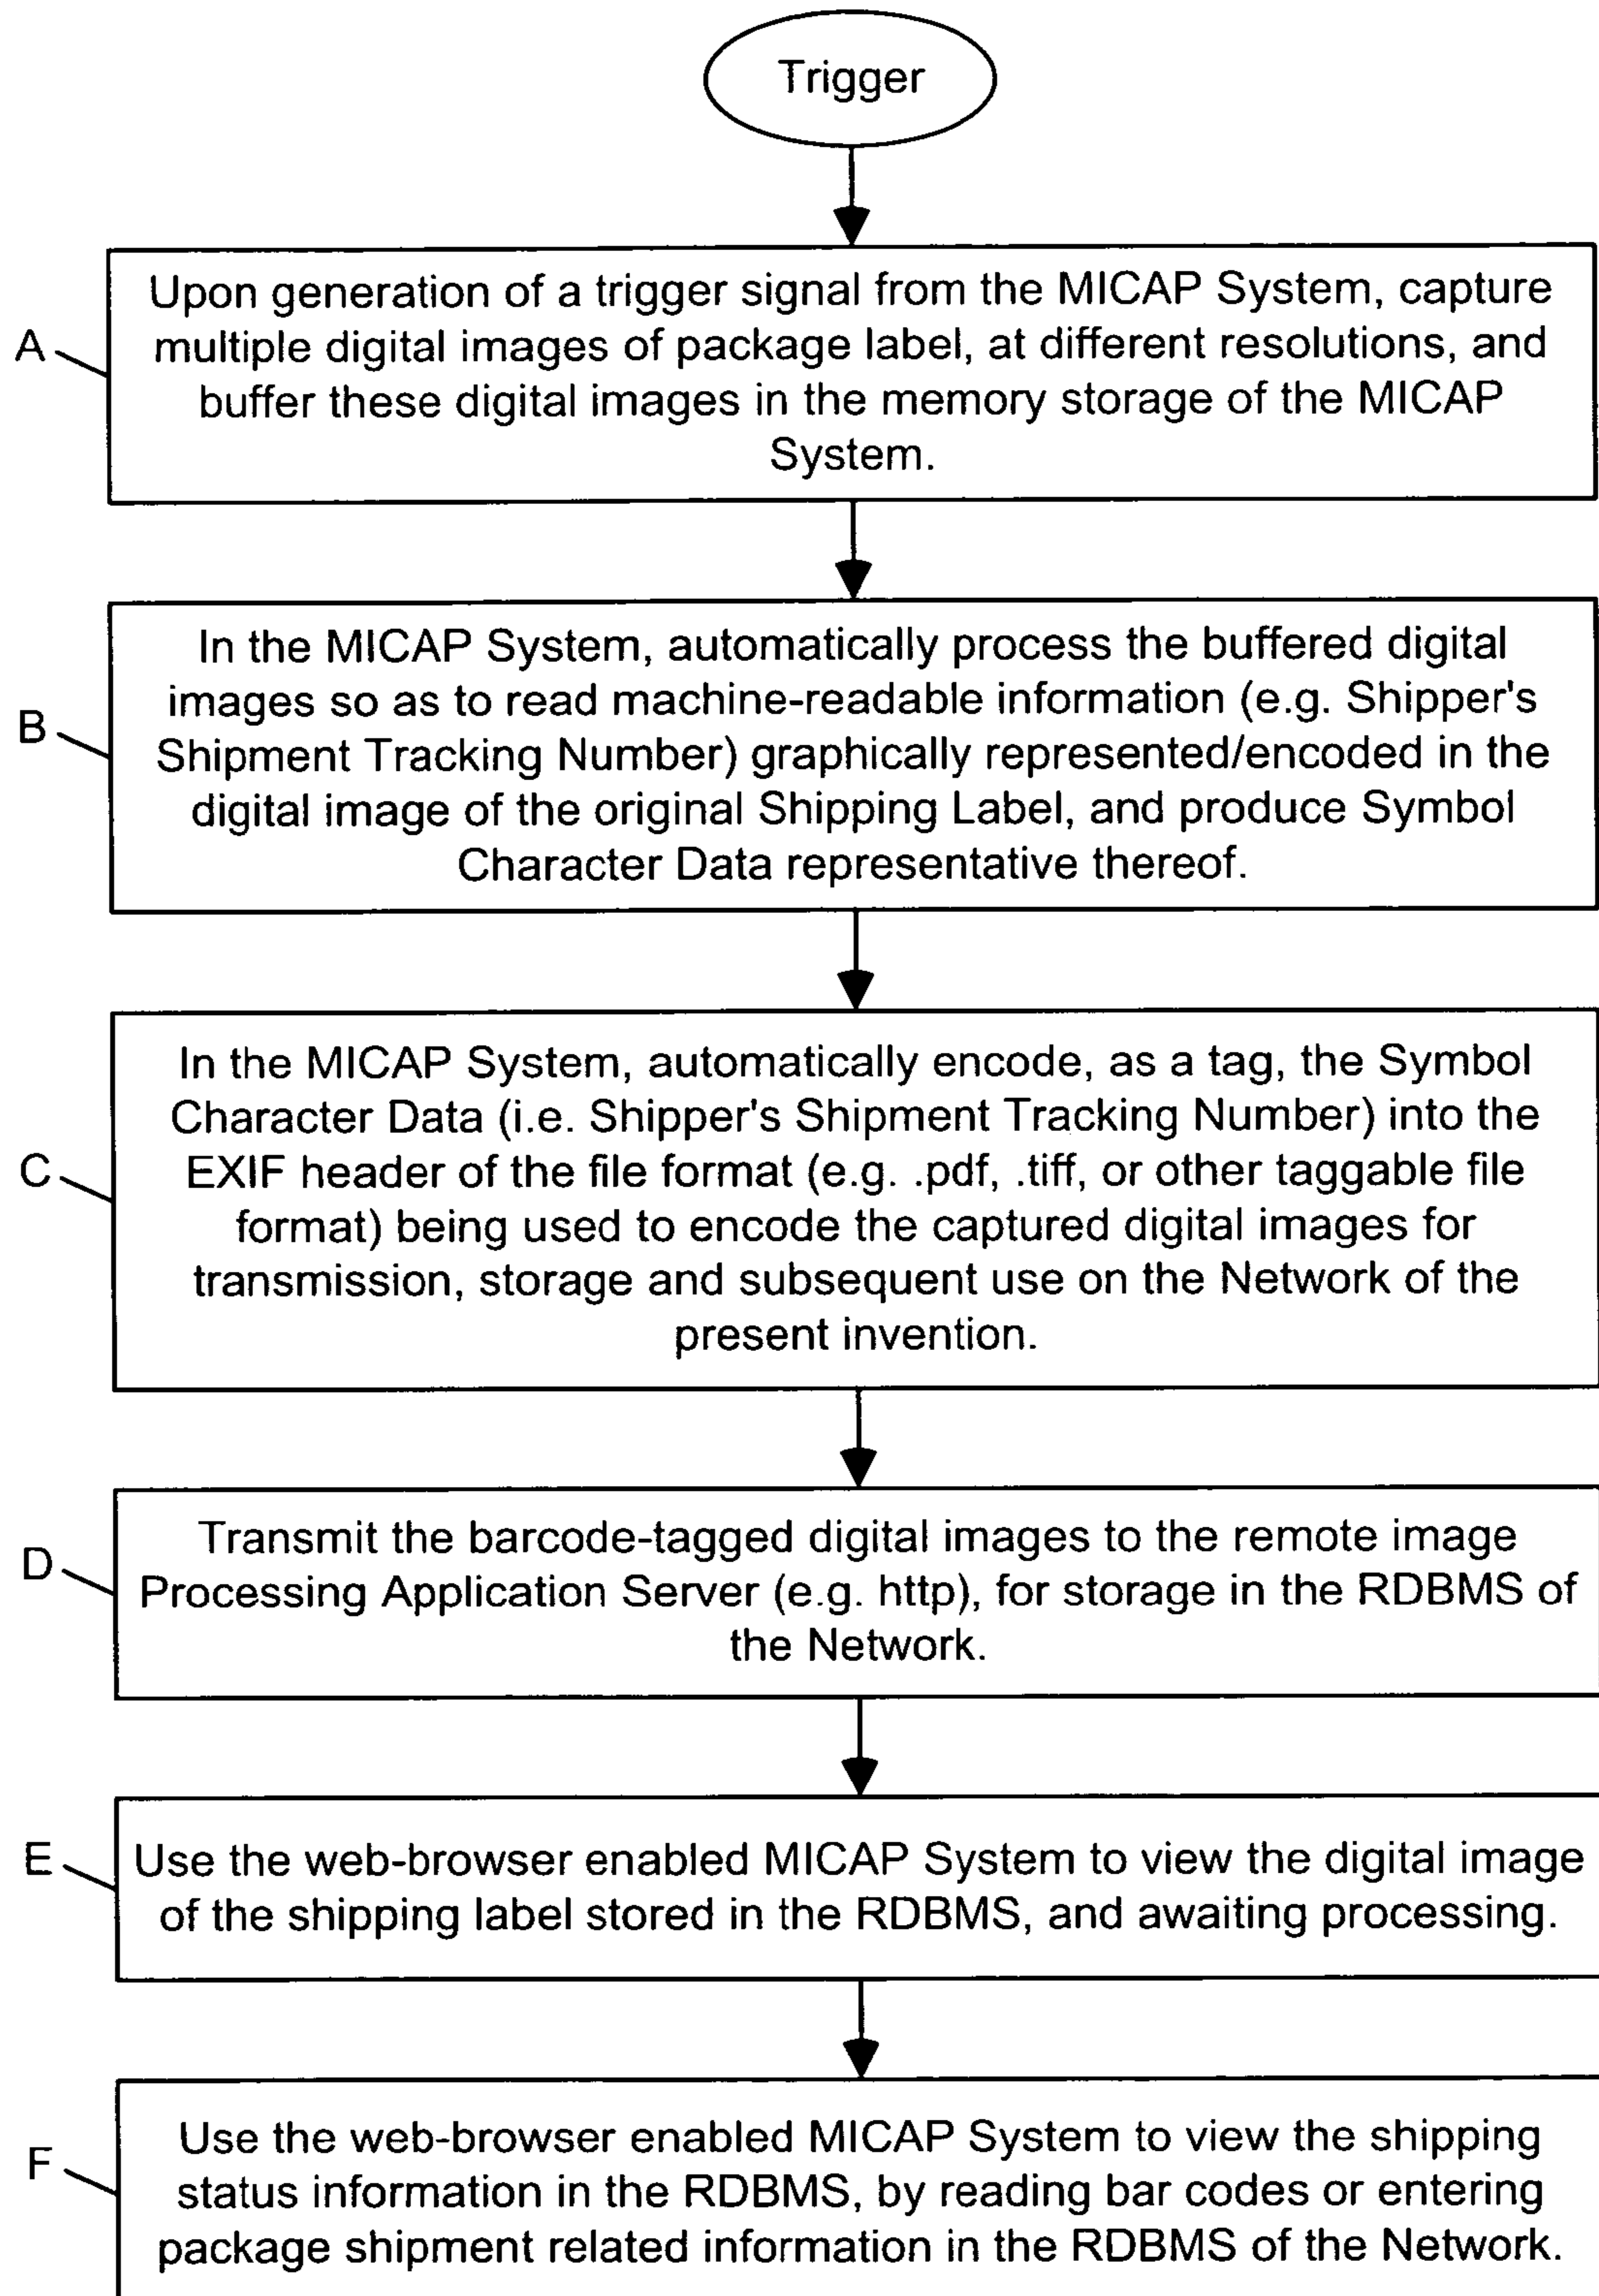 Trigger
A
Upon generation of a trigger signal from the MICAP System, capture
multiple digital images of package label, at different resolutions, and
buffer these digital images in the memory storage of the MICAP
System.
B
In the MICAP System, automatically process the buffered digital
images so as to read machine-readable information (e.g. Shipper's
Shipment Tracking Number) graphically represented/encoded in the
digital image of the original Shipping Label, and produce Symbol
Character Data representative thereof.
C
In the MICAP System, automatically encode, as a tag, the Symbol
Character Data (i.e. Shipper's Shipment Tracking Number) into the
EXIF header of the file format (e.g. .pdf, .tiff, or other taggable file
format) being used to encode the captured digital images for
transmission, storage and subsequent use on the Network of the
present invention.
D
Transmit the barcode-tagged digital images to the remote image
Processing Application Server (e.g. http), for storage in the RDBMS of
the Network.
E
Use the web-browser enabled MICAP System to view the digital image
of the shipping label stored in the RDBMS, and awaiting processing.
F
Use the web-browser enabled MICAP System to view the shipping
status information in the RDBMS, by reading bar codes or entering
package shipment related information in the RDBMS of the Network.